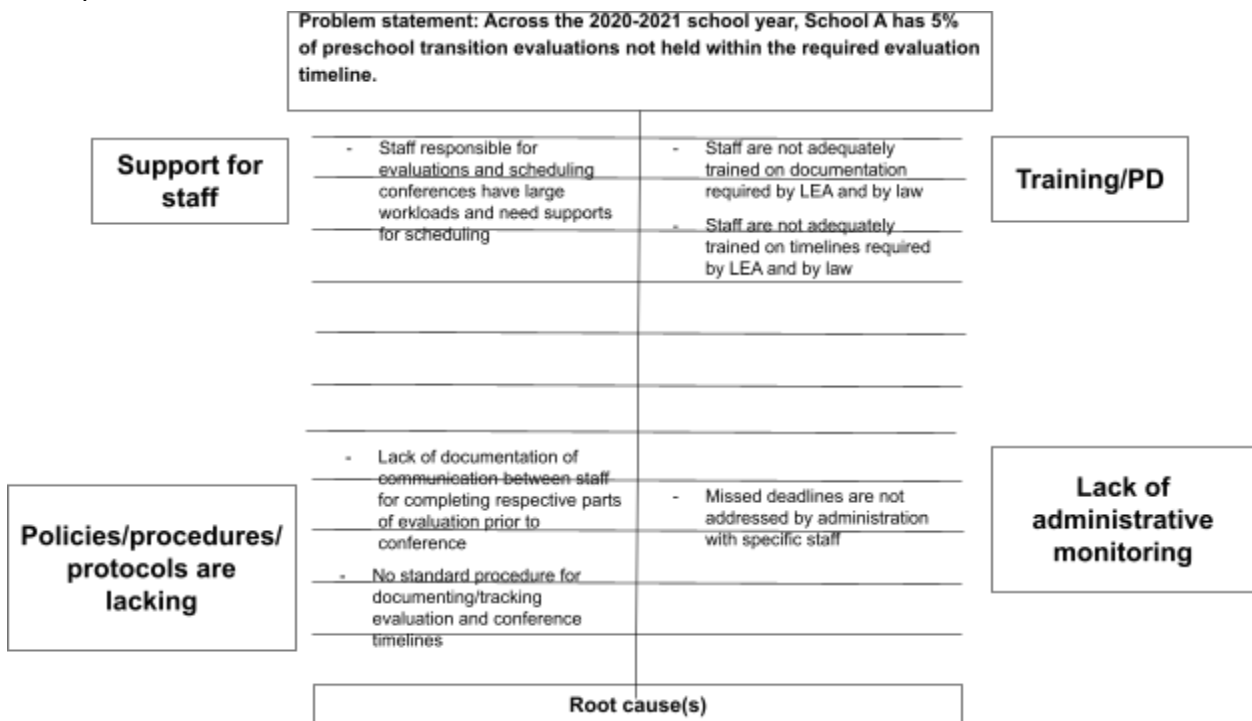 Problem statement: Across the 2020-2021 school year, School A has 5%
of preschool transition evaluations not held within the required evaluation
timeline.
Support for
staff
- Staff responsible for
evaluations and scheduling
conferences have large
workloads and need supports
for scheduling
- Staff are not adequately
trained on documentation
required by LEA and by law
- Staff are not adequately
trained on timelines required
by LEA and by law
Training/PD
Policies/procedures/
protocols are
lacking
- Lack of documentation of
communication between staff
for completing respective parts
of evaluation prior to
conference
- No standard procedure for
documenting/tracking
evaluation and conference
timelines
- Missed deadlines are not
addressed by administration
with specific staff
Lack of
administrative
monitoring
Root cause(s)